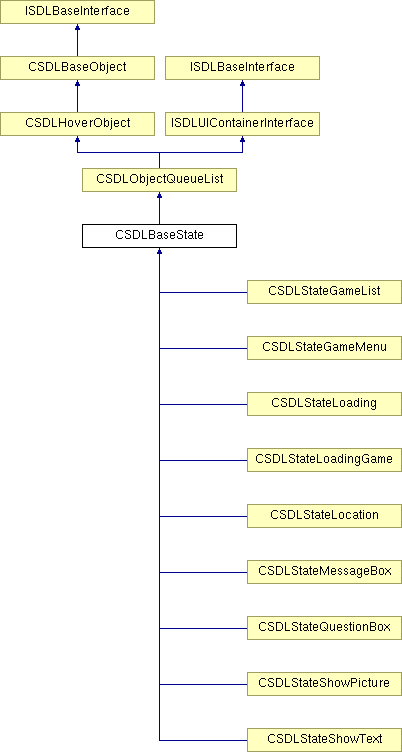 ISDLBaseInterface
CSDLBaseObject
ISDLBaseInterface
CSDLHoverObject
ISDLUIContainerInterface
CSDLObjectQueueList
CSDLBaseState
CSDLStateGameList
CSDLStateGameMenu
CSDLStateLoading
CSDLStateLoadingGame
CSDLStateLocation
CSDLStateMessageBox
CSDLStateQuestionBox
CSDLStateShowPicture
CSDLStateShowText